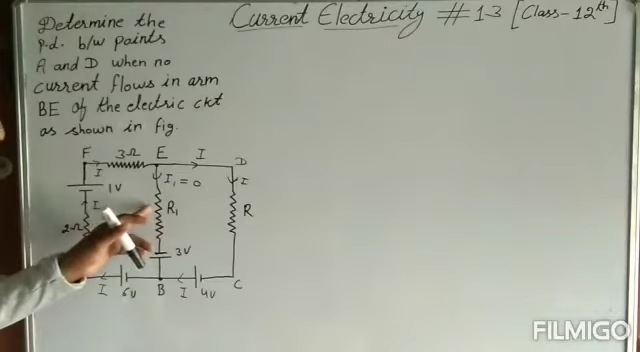 Current Electricity # 13 [Class-12th]
Determine the
p.d. b/w points
A and D when no
current flows in arm
BE of the electric ckt
as shown in fig.
F 3Ω E I D
I I1 = 0 I
1V
I R1 R
2Ω
3V
I 6V B I 4V C
FILMIGO